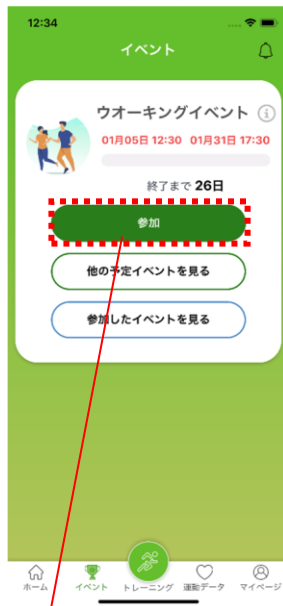 12:34
イベント
ウオーキングイベント
01月05日 12:30 01月31日 17:30
終了まで 26日
参加
他の予定イベントを見る
参加したイベントを見る
ホーム イベント トレーニング 運動データ マイページ